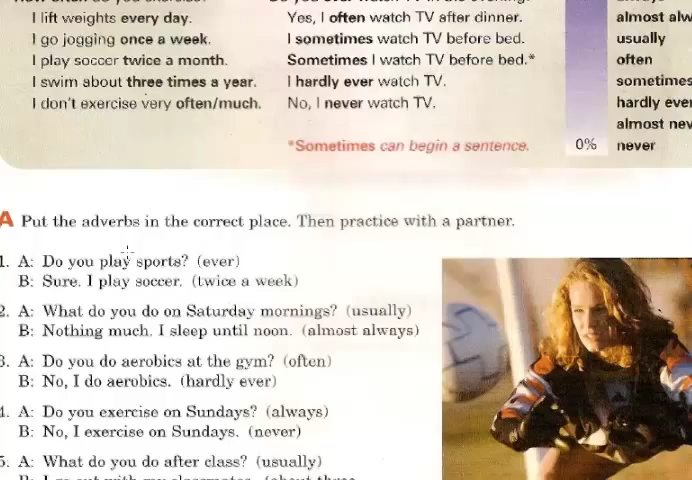 I lift weights every day.
Yes, I often watch TV after dinner.
I go jogging once a week.
I sometimes watch TV before bed.
usually
I play soccer twice a month.
Sometimes I watch TV before bed.*
often
I swim about three times a year.
I hardly ever watch TV.
sometimes
I don't exercise very often/much.
No, I never watch TV.
hardly ever
*Sometimes can begin a sentence.
0% never
A Put the adverbs in the correct place. Then practice with a partner.
1. A: Do you play sports? (ever)
B: Sure. I play soccer. (twice a week)
2. A: What do you do on Saturday mornings? (usually)
B: Nothing much. I sleep until noon. (almost always)
3. A: Do you do aerobics at the gym? (often)
B: No, I do aerobics. (hardly ever)
4. A: Do you exercise on Sundays? (always)
B: No, I exercise on Sundays. (never)
5. A: What do you do after class? (usually)